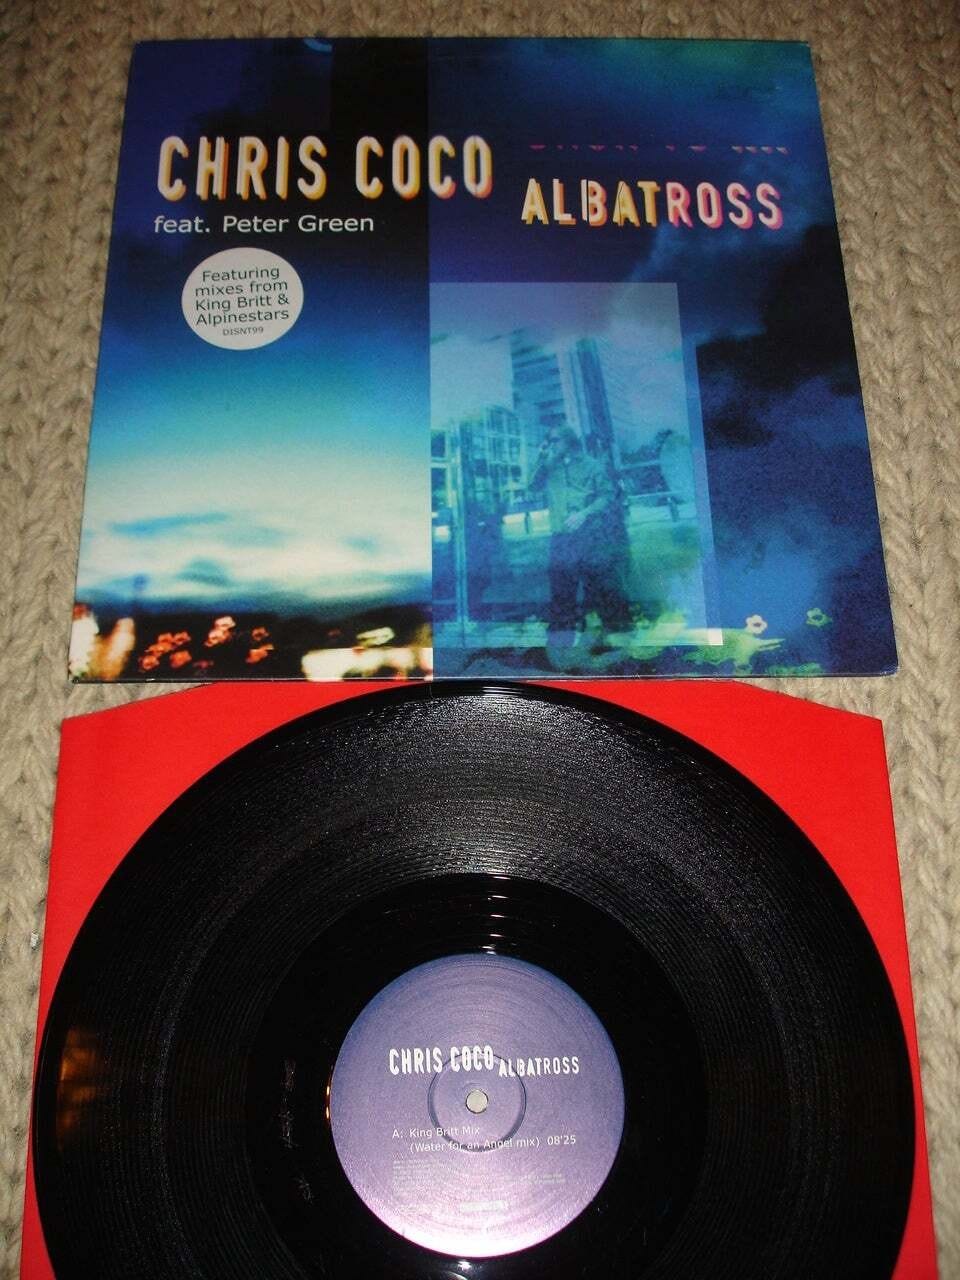 CHRIS COCO
ALBATROSS
feat. Peter Green
Featuring
mixes from
King Britt &
Alpinestars
DISNT99
CHRIS COCO ALBATROSS
A: King Britt Mix
(Water for an Angel mix) 08'25